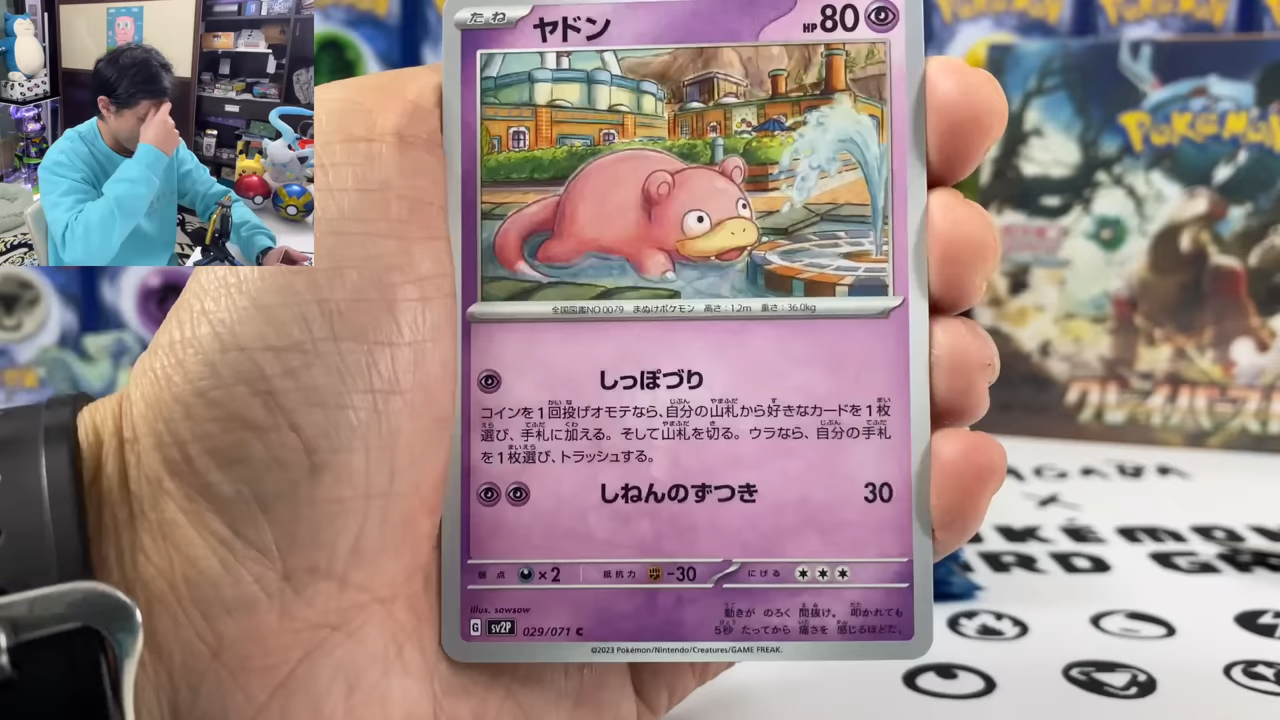 たね
ヤドン
HP80
全国図鑑NO.0079 まぬけポケモン 高さ:1.2m 重さ:36.0kg
しっぽづり
コインを1回投げオモテなら、自分の山札から好きなカードを1枚
選び、手札に加える。そして山札を切る。ウラなら、自分の手札
を1枚選び、トラッシュする。
しねんのずつき 30
弱点 ×2 抵抗力 -30 にげる
illus. sowsow
動きが のろく 間抜け。 叩かれても
5秒 たってから 痛さを 感じるほどだ。
G sv2P 029/071 C
©2023 Pokémon/Nintendo/Creatures/GAME FREAK.
POKéMON
クレイバースト
×
POKÉMON